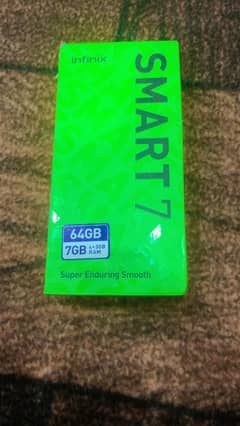 Infinix
SMART 7
64GB
7GB 4+3GB RAM
Super Enduring Smooth